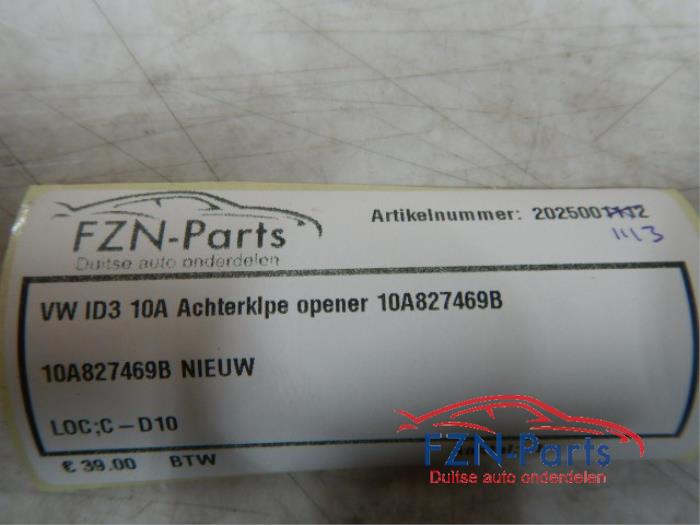 FZN-Parts
Duitse auto onderdelen
Artikelnummer: 20250011112
1113
VW ID3 10A Achterklpe opener 10A827469B
10A827469B NIEUW
LOC;C-D10
€ 39.00 BTW
FZN-Parts
Duitse auto onderdelen